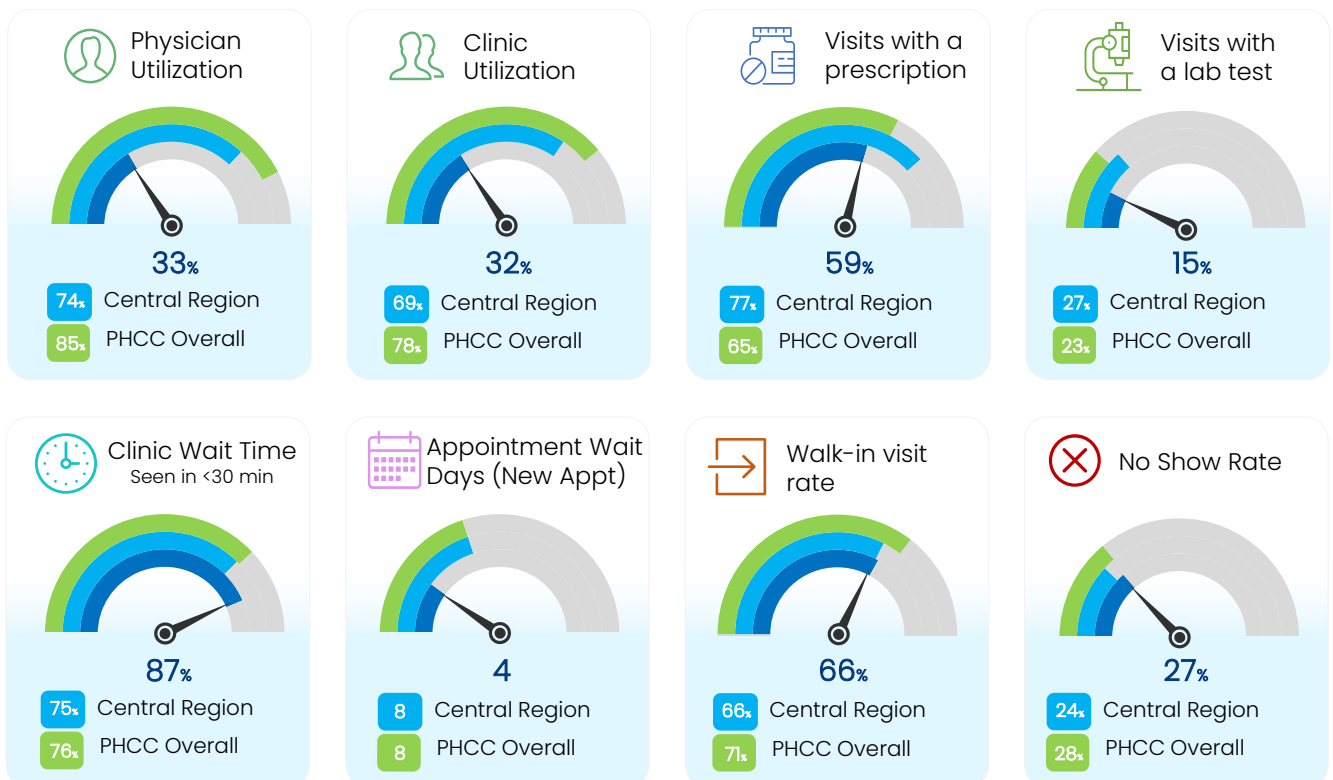 Physician
Utilization
33%
74% Central Region
85% PHCC Overall
Clinic
Utilization
32%
69% Central Region
78% PHCC Overall
Visits with a
prescription
59%
77% Central Region
65% PHCC Overall
Visits with
a lab test
15%
27% Central Region
23% PHCC Overall
Clinic Wait Time
Seen in <30 min
87%
75% Central Region
76% PHCC Overall
Appointment Wait
Days (New Appt)
4
8 Central Region
8 PHCC Overall
Walk-in visit
rate
66%
66% Central Region
71% PHCC Overall
No Show Rate
27%
24% Central Region
28% PHCC Overall